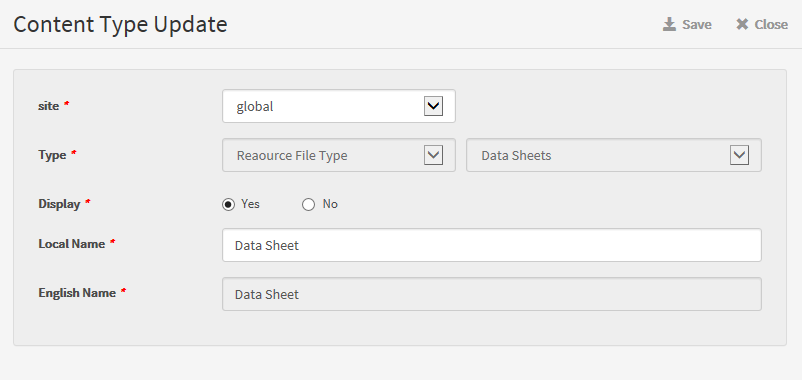 Content Type Update
Save
Close
site *
global
Type *
Reaource File Type
Data Sheets
Display *
Yes
No
Local Name *
Data Sheet
English Name *
Data Sheet